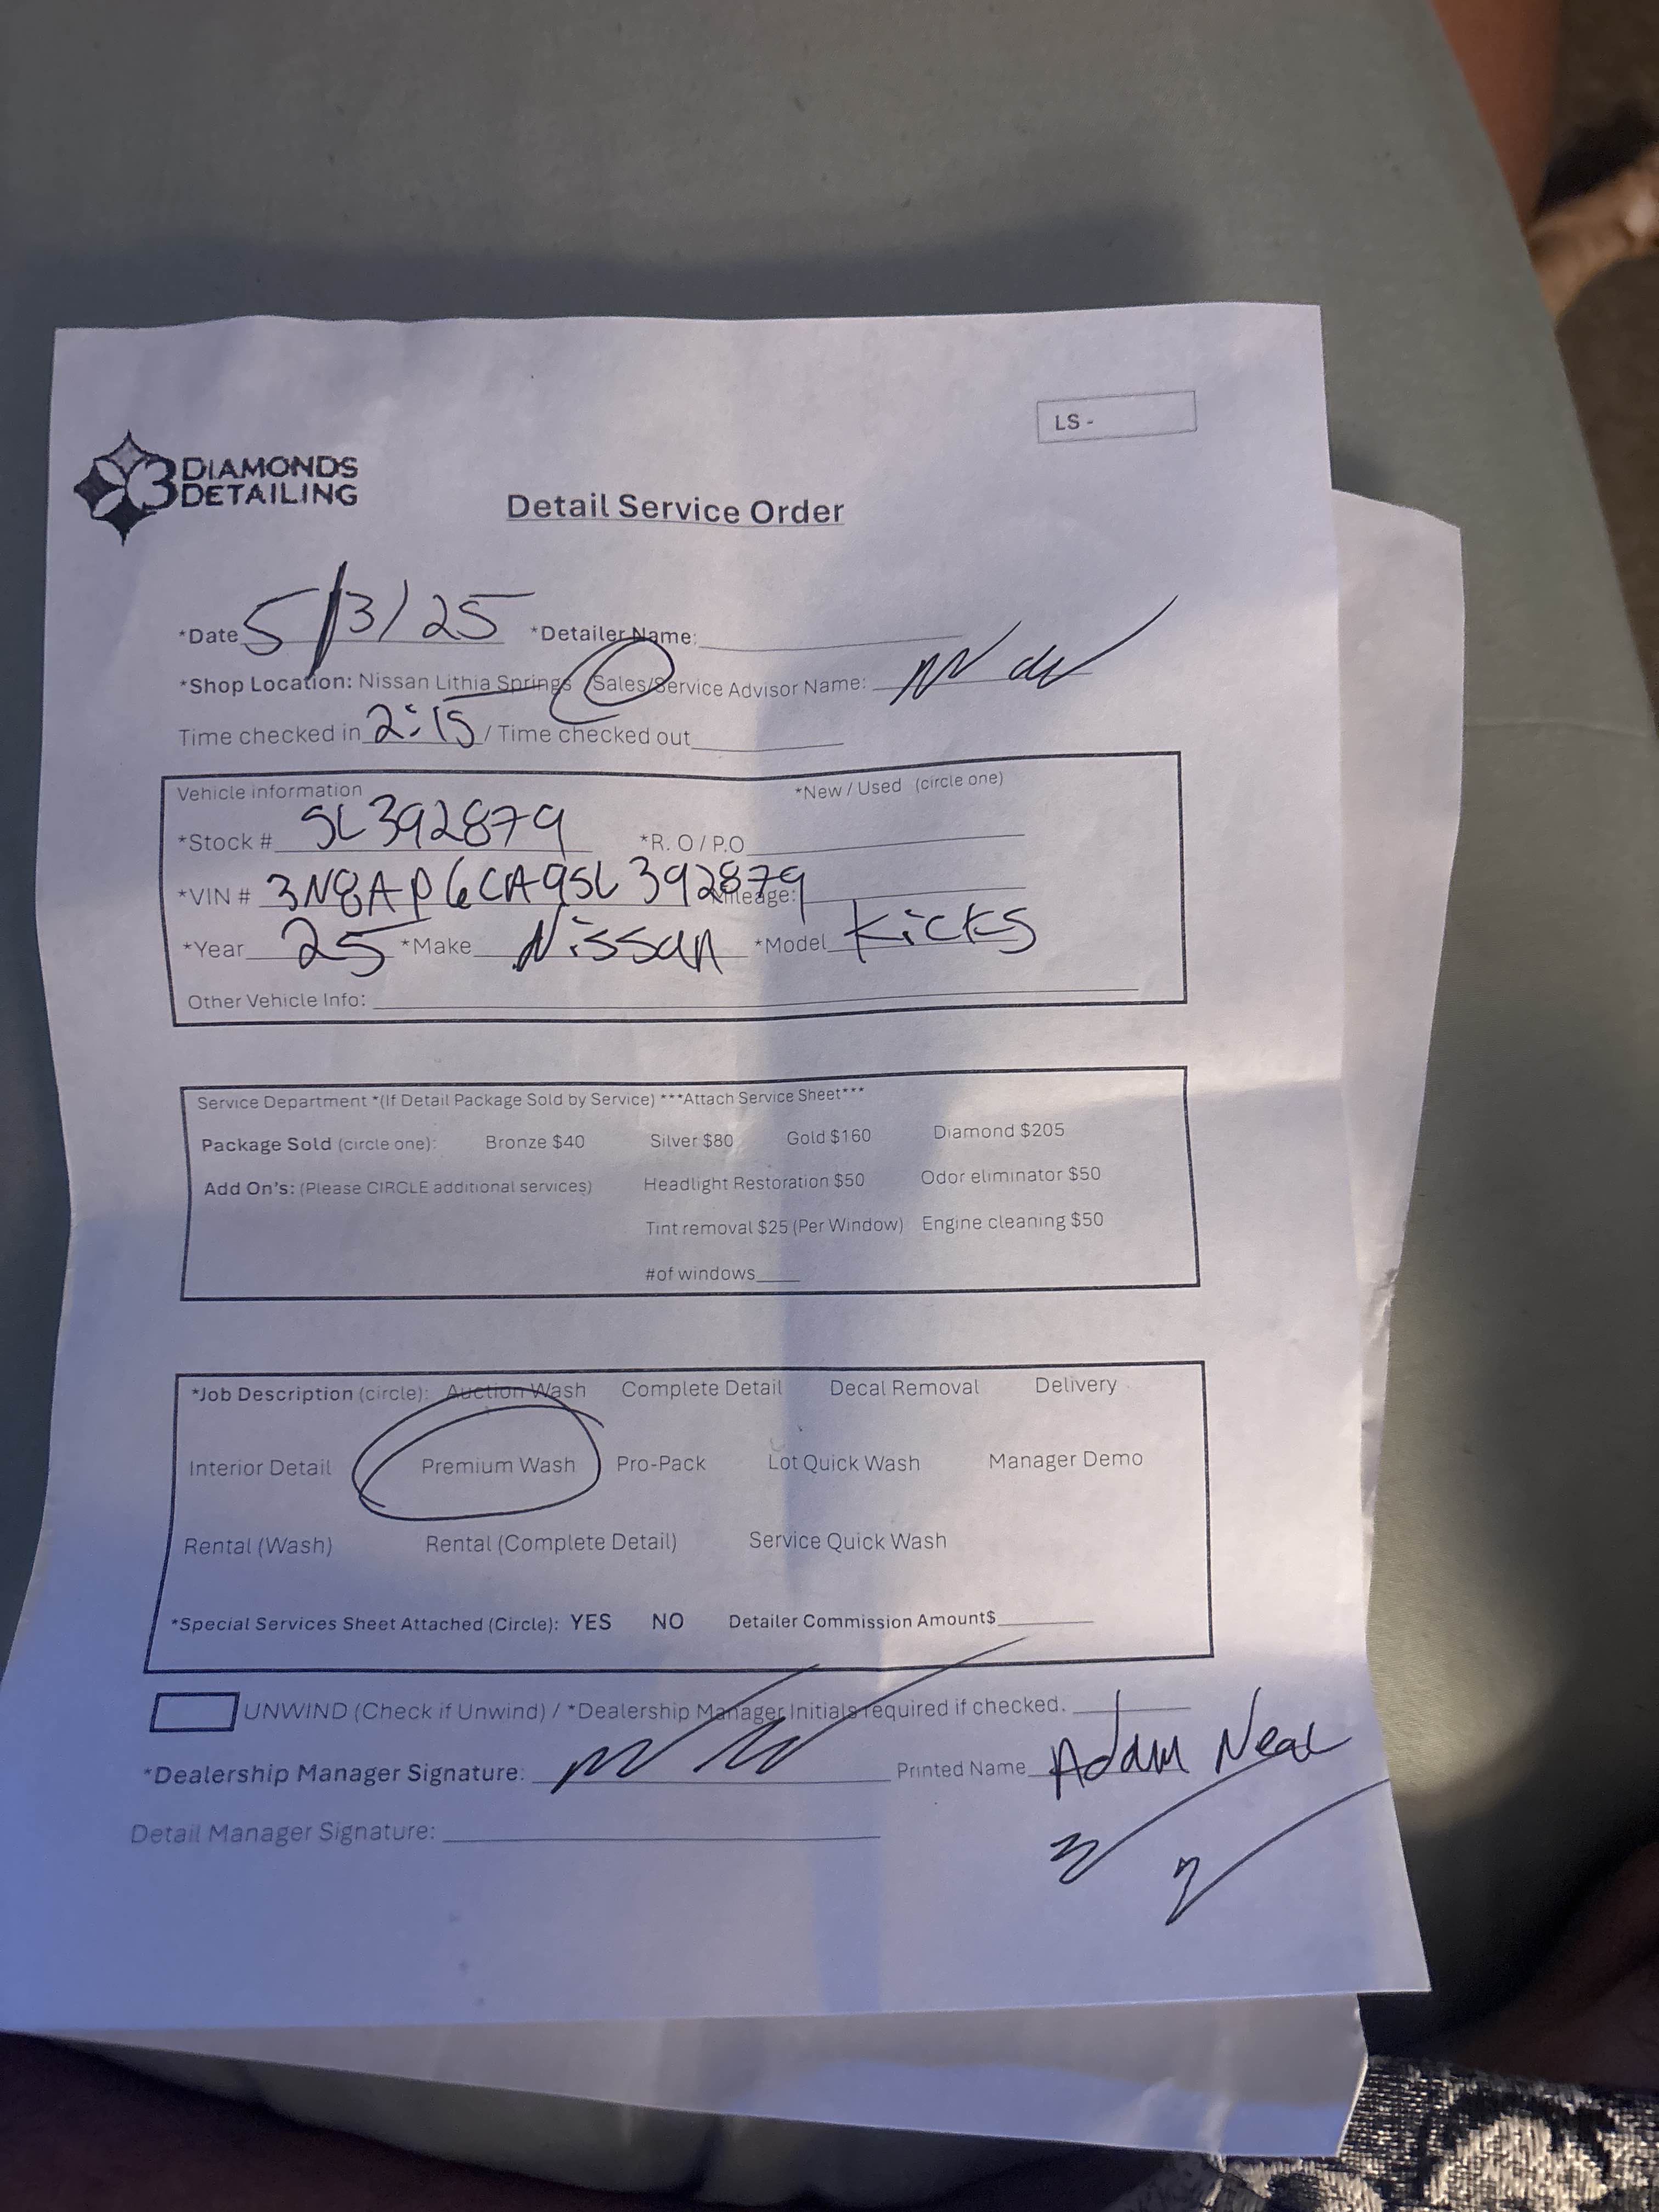 LS -
3 DIAMONDS
DETAILING
Detail Service Order
*Date 5/3/25 *Detailer Name:
*Shop Location: Nissan Lithia Springs Sales/Service Advisor Name:
Time checked in 2:15 / Time checked out
Vehicle information *New / Used (circle one)
*Stock # SL392879 *R. O / P.O
*VIN # 3N8AP6CA9SL392879 Mileage:
*Year 25 *Make Nissan *Model Kicks
Other Vehicle Info:
Service Department *(If Detail Package Sold by Service) ***Attach Service Sheet***
Package Sold (circle one): Bronze $40 Silver $80 Gold $160 Diamond $205
Add On's: (Please CIRCLE additional services) Headlight Restoration $50 Odor eliminator $50
Tint removal $25 (Per Window) Engine cleaning $50
#of windows
*Job Description (circle): Auction Wash Complete Detail Decal Removal Delivery
Interior Detail Premium Wash Pro-Pack Lot Quick Wash Manager Demo
Rental (Wash) Rental (Complete Detail) Service Quick Wash
*Special Services Sheet Attached (Circle): YES NO Detailer Commission Amount$
UNWIND (Check if Unwind) / *Dealership Manager Initials required if checked.
*Dealership Manager Signature: Printed Name Adam Neal
Detail Manager Signature: